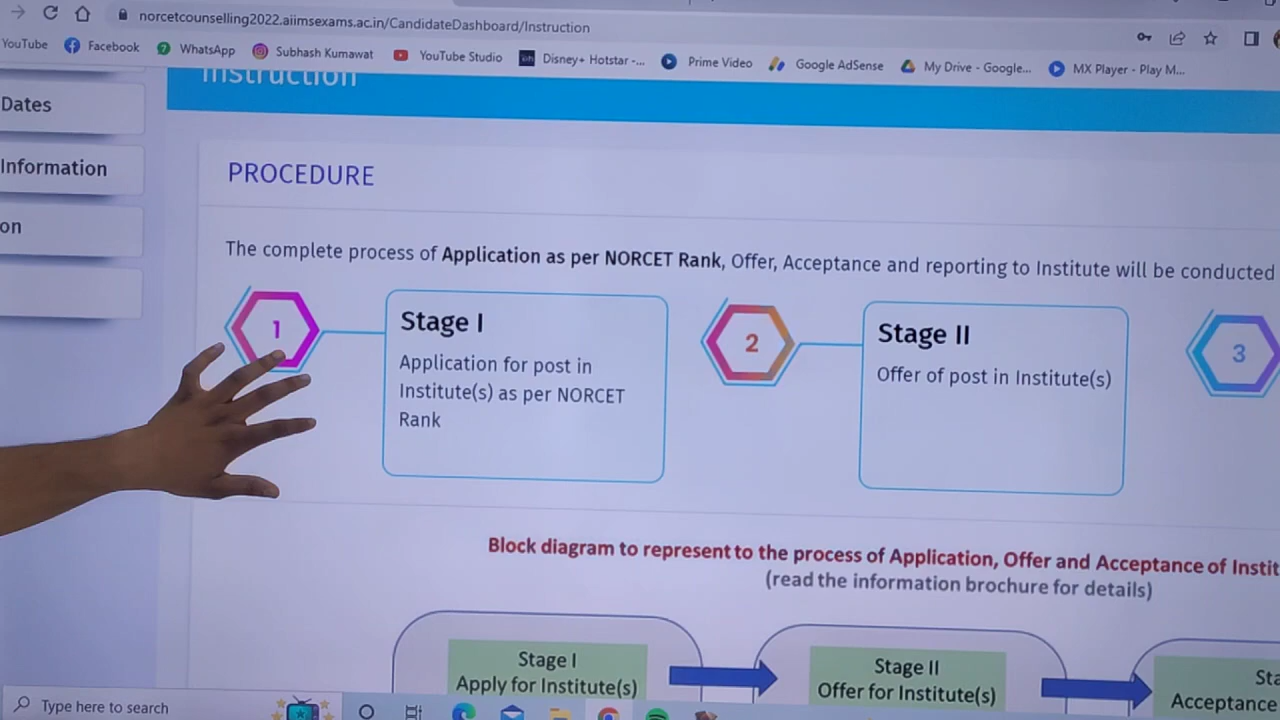 norcetcounselling2022.aiimsexams.ac.in/CandidateDashboard/Instruction
YouTube Facebook WhatsApp Subhash Kumawat YouTube Studio Disney+ Hotstar -... Prime Video Google AdSense My Drive - Google... MX Player - Play M...
Instruction
Dates
Information
on
PROCEDURE
The complete process of Application as per NORCET Rank, Offer, Acceptance and reporting to Institute will be conducted
1
Stage I
Application for post in
Institute(s) as per NORCET
Rank
2
Stage II
Offer of post in Institute(s)
3
Block diagram to represent to the process of Application, Offer and Acceptance of Instit
(read the information brochure for details)
Stage I
Apply for Institute(s)
Stage II
Offer for Institute(s)
Sta
Acceptance
Type here to search